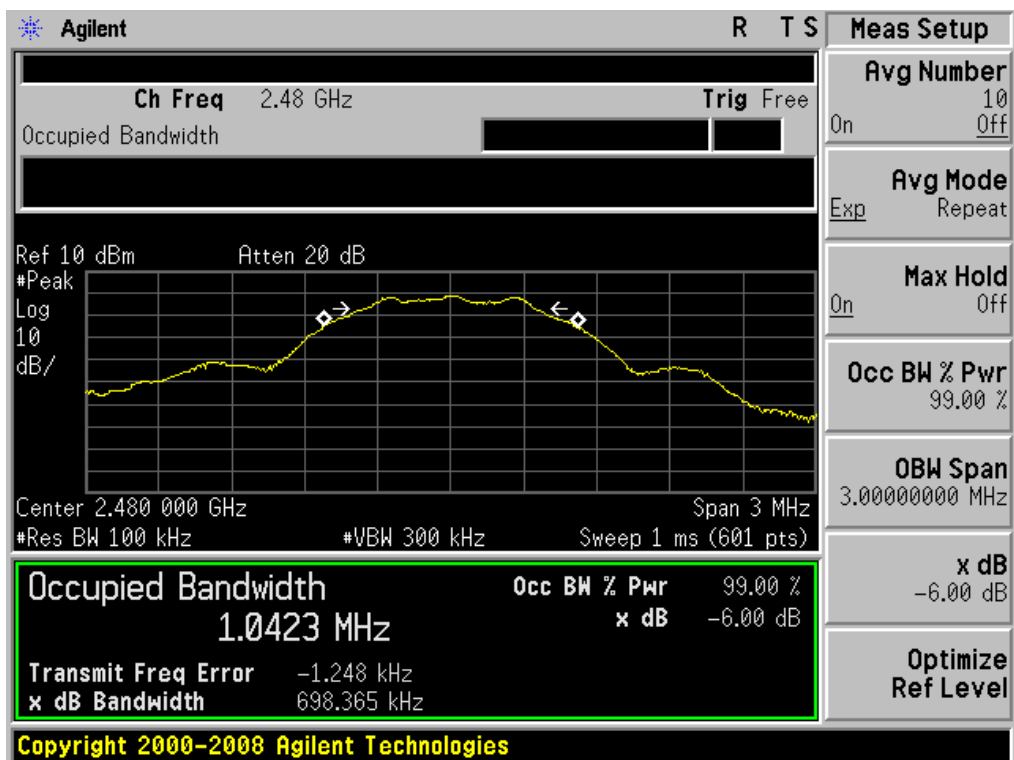 Agilent R T S Meas Setup
Ch Freq 2.48 GHz Trig Free
Occupied Bandwidth
Ref 10 dBm Atten 20 dB
#Peak
Log
10
dB/
Center 2.480 000 GHz Span 3 MHz
#Res BW 100 kHz #VBW 300 kHz Sweep 1 ms (601 pts)
Occupied Bandwidth Occ BW % Pwr 99.00 %
1.0423 MHz x dB -6.00 dB
Transmit Freq Error -1.248 kHz
x dB Bandwidth 698.365 kHz
Avg Number
10
On Off
Avg Mode
Exp Repeat
Max Hold
On Off
Occ BW % Pwr
99.00 %
OBW Span
3.00000000 MHz
x dB
-6.00 dB
Optimize
Ref Level
Copyright 2000-2008 Agilent Technologies